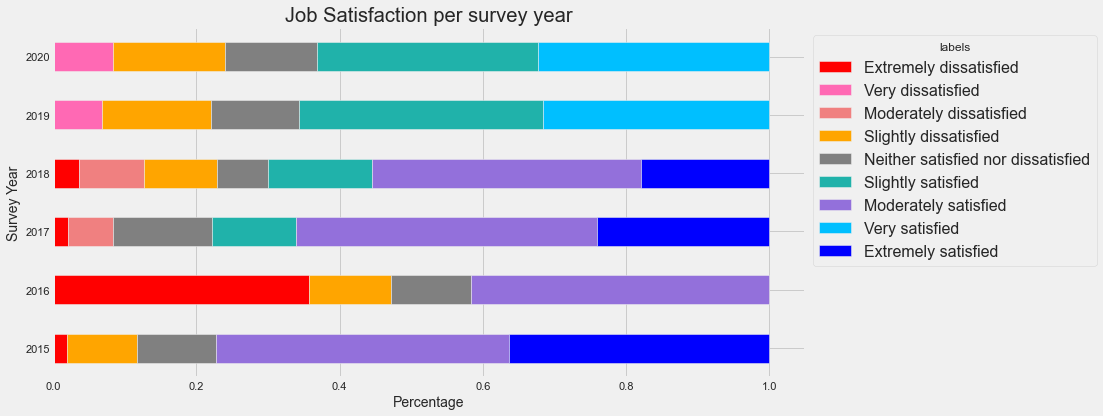 Job Satisfaction per survey year
labels
Extremely dissatisfied
Very dissatisfied
Moderately dissatisfied
Slightly dissatisfied
Neither satisfied nor dissatisfied
Slightly satisfied
Moderately satisfied
Very satisfied
Extremely satisfied
Survey Year
2020
2019
2018
2017
2016
2015
0.0 0.2 0.4 0.6 0.8 1.0
Percentage